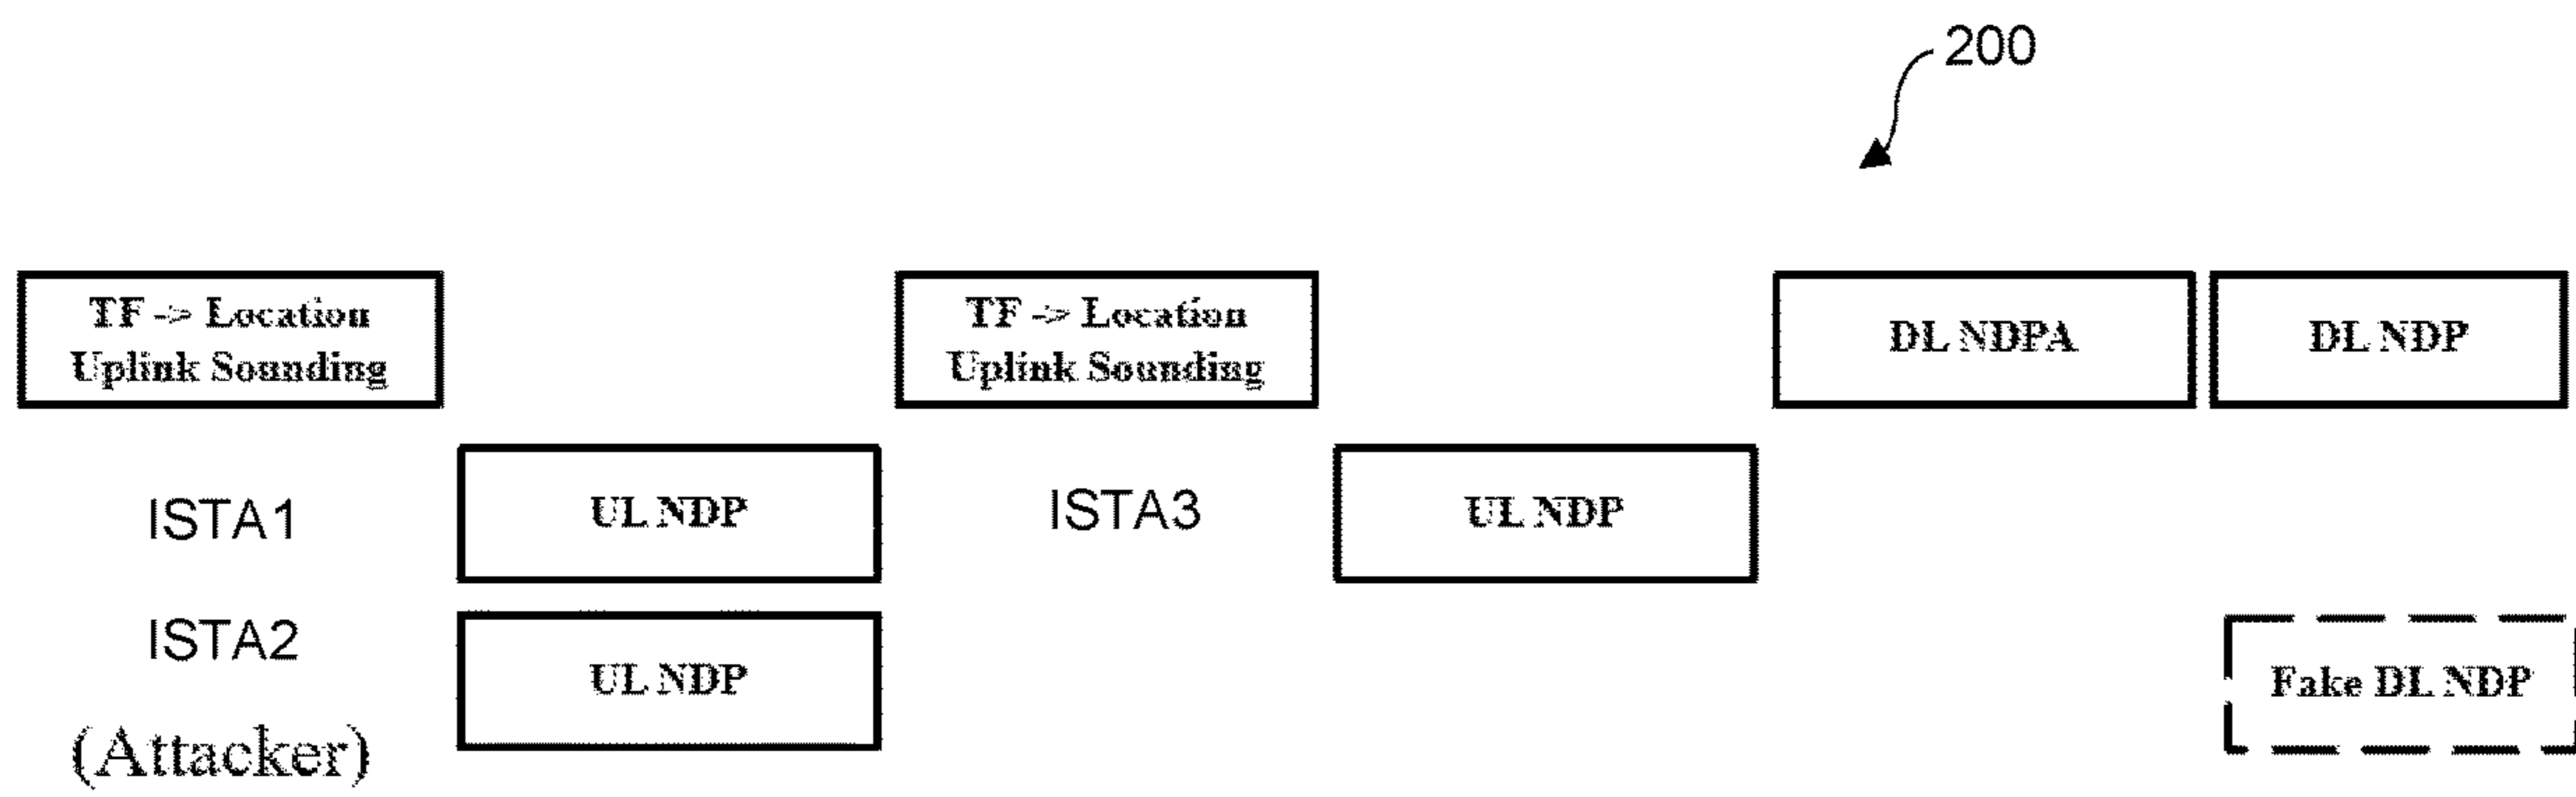 200
TF -> Location
Uplink Sounding
TF -> Location
Uplink Sounding
DL NDPA
DL NDP
ISTA1
UL NDP
ISTA3
UL NDP
ISTA2
(Attacker)
UL NDP
Fake DL NDP